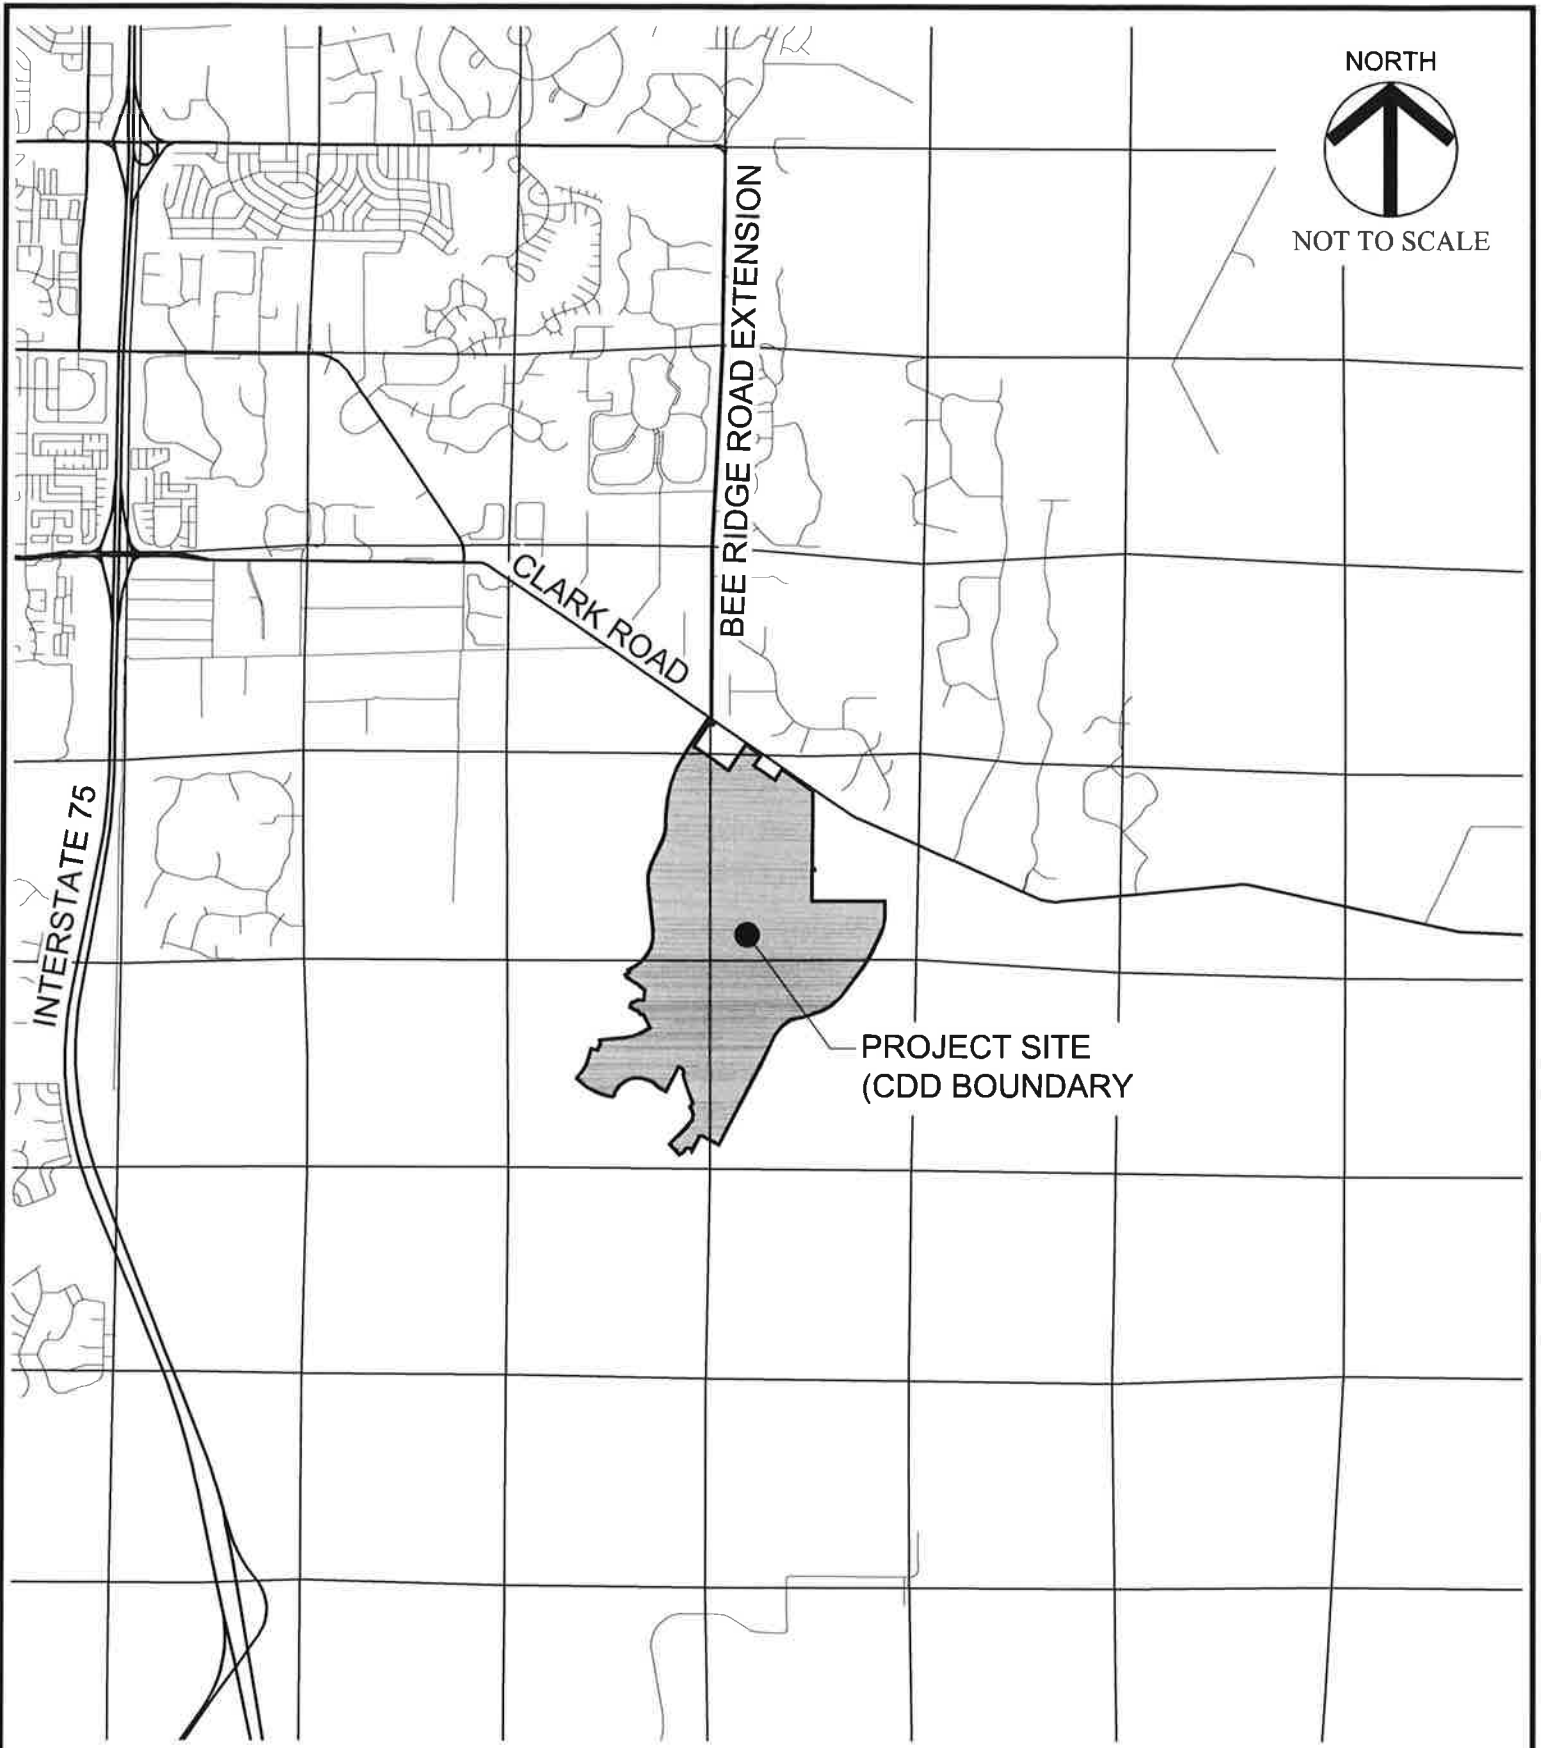 NORTH
NOT TO SCALE
BEE RIDGE ROAD EXTENSION
CLARK ROAD
INTERSTATE 75
PROJECT SITE
(CDD BOUNDARY